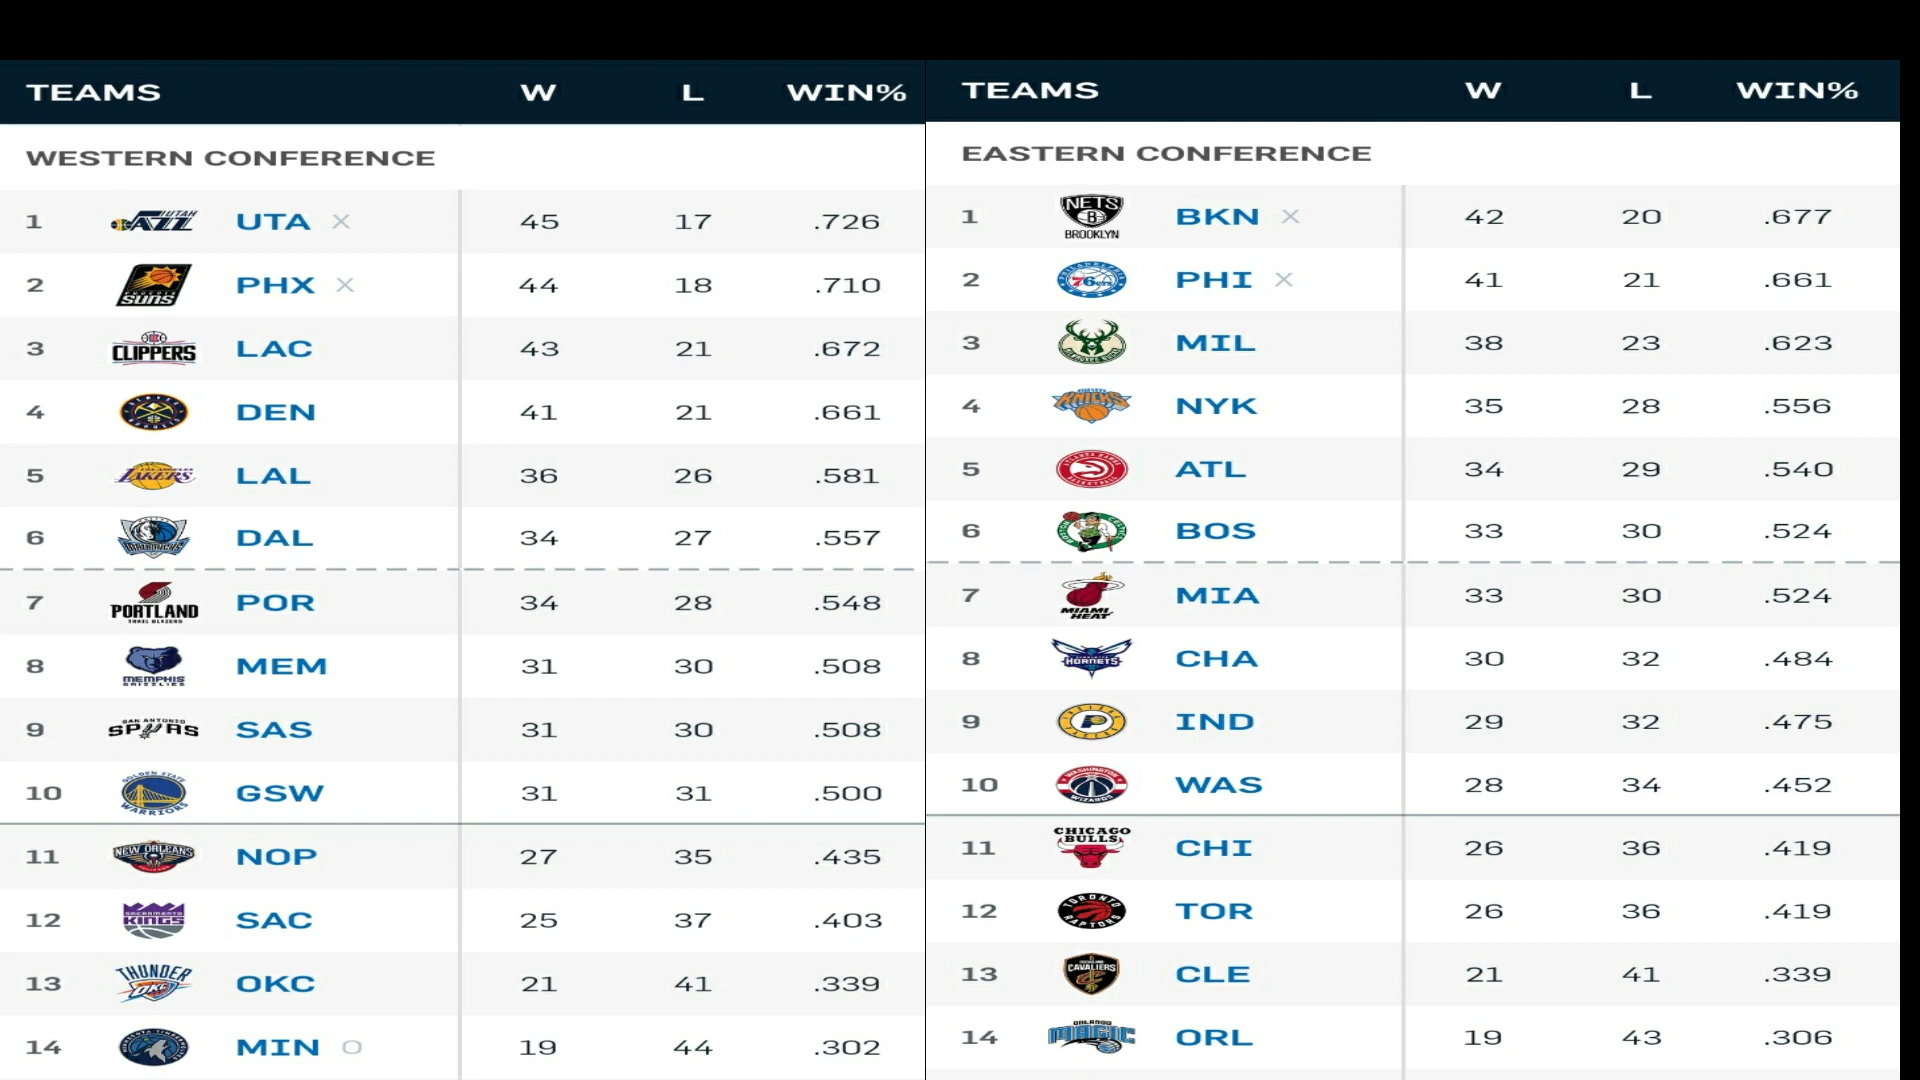 TEAMS W L WIN%
WESTERN CONFERENCE
1 UTAH JAZZ UTA X 45 17 .726
2 PHOENIX SUNS PHX X 44 18 .710
3 CLIPPERS LAC 43 21 .672
4 DEN 41 21 .661
5 LAKERS LAL 36 26 .581
6 MAVERICKS DAL 34 27 .557
7 PORTLAND TRAIL BLAZERS POR 34 28 .548
8 MEMPHIS GRIZZLIES MEM 31 30 .508
9 SAN ANTONIO SPURS SAS 31 30 .508
10 GOLDEN STATE WARRIORS GSW 31 31 .500
11 NEW ORLEANS NOP 27 35 .435
12 SACRAMENTO KINGS SAC 25 37 .403
13 THUNDER OKC OKC 21 41 .339
14 MIN O 19 44 .302
TEAMS W L WIN%
EASTERN CONFERENCE
1 NETS B BROOKLYN BKN X 42 20 .677
2 PHILADELPHIA 76ers PHI X 41 21 .661
3 MIL 38 23 .623
4 KNICKS NYK 35 28 .556
5 ATLANTA HAWKS BASKETBALL ATL 34 29 .540
6 BOS 33 30 .524
7 MIAMI HEAT MIA 33 30 .524
8 HORNETS CHA 30 32 .484
9 INDIANA PACERS IND 29 32 .475
10 WASHINGTON WIZARDS WAS 28 34 .452
11 CHICAGO BULLS CHI 26 36 .419
12 TORONTO RAPTORS TOR 26 36 .419
13 CAVALIERS CLE 21 41 .339
14 ORLANDO MAGIC ORL 19 43 .306